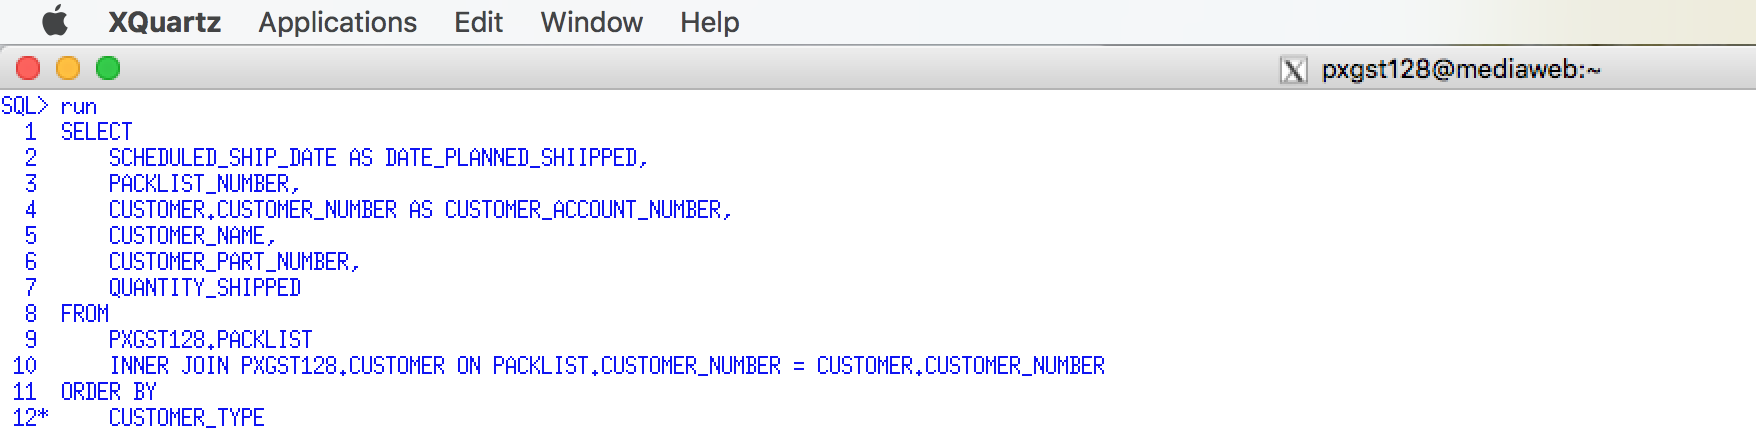 XQuartz Applications Edit Window Help
X pxgst128@mediaweb:~
SQL> run
1 SELECT
2 SCHEDULED_SHIP_DATE AS DATE_PLANNED_SHIIPPED,
3 PACKLIST_NUMBER,
4 CUSTOMER.CUSTOMER_NUMBER AS CUSTOMER_ACCOUNT_NUMBER,
5 CUSTOMER_NAME,
6 CUSTOMER_PART_NUMBER,
7 QUANTITY_SHIPPED
8 FROM
9 PXGST128.PACKLIST
10 INNER JOIN PXGST128.CUSTOMER ON PACKLIST.CUSTOMER_NUMBER = CUSTOMER.CUSTOMER_NUMBER
11 ORDER BY
12* CUSTOMER_TYPE